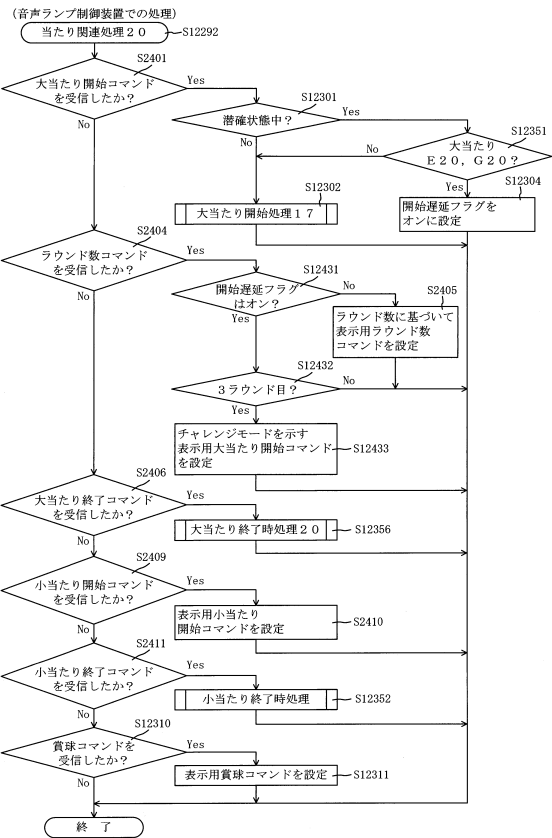 (音声ランプ制御装置での処理)
当たり関連処理20
S12292
S2401
大当たり開始コマンド
を受信したか?
Yes
No
S12301
潜確状態中?
Yes
No
S12351
大当たり
E20,G20?
No
Yes
S12302
大当たり開始処理17
S12304
開始遅延フラグを
オンに設定
S2404
ラウンド数コマンド
を受信したか?
Yes
No
S12431
開始遅延フラグ
はオン?
No
Yes
S2405
ラウンド数に基づいて
表示用ラウンド数
コマンドを設定
S12432
3ラウンド目?
No
Yes
チャレンジモードを示す
表示用大当たり開始コマンド
を設定
S12433
S2406
大当たり終了コマンド
を受信したか?
Yes
No
大当たり終了時処理20
S12356
S2409
小当たり開始コマンド
を受信したか?
Yes
No
表示用小当たり
開始コマンドを設定
S2410
S2411
小当たり終了コマンド
を受信したか?
Yes
No
小当たり終了時処理
S12352
S12310
賞球コマンドを
受信したか?
Yes
No
表示用賞球コマンドを設定
S12311
終了